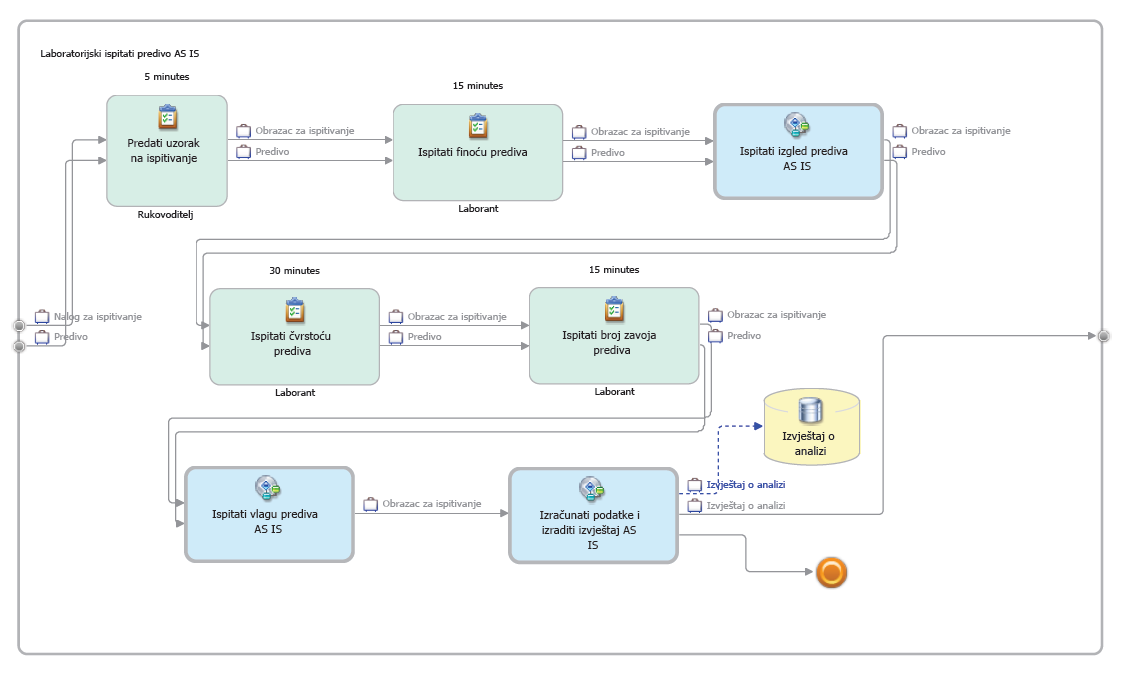 Laboratorijski ispitati predivo AS IS
5 minutes
Predati uzorak
na ispitivanje
Rukovoditelj
Obrazac za ispitivanje
Predivo
15 minutes
Ispitati finoću prediva
Laborant
Obrazac za ispitivanje
Predivo
Ispitati izgled prediva
AS IS
Obrazac za ispitivanje
Predivo
Nalog za ispitivanje
Predivo
30 minutes
Ispitati čvrstoću
prediva
Laborant
Obrazac za ispitivanje
Predivo
15 minutes
Ispitati broj zavoja
prediva
Laborant
Obrazac za ispitivanje
Predivo
Ispitati vlagu prediva
AS IS
Obrazac za ispitivanje
Izračunati podatke i
izraditi izvještaj AS
IS
Izvještaj o
analizi
Izvještaj o analizi
Izvještaj o analizi